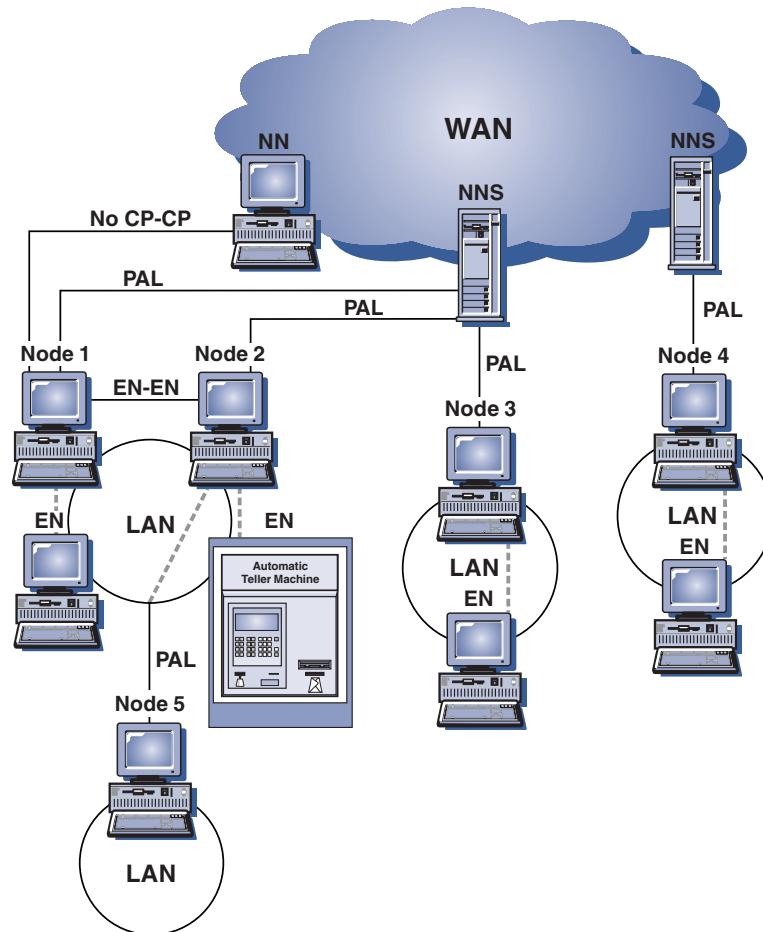 WAN
NN
NNS
NNS
No CP-CP
PAL
PAL
PAL
PAL
Node 1
Node 2
Node 4
EN-EN
Node 3
LAN
EN
EN
LAN
EN
Automatic
Teller Machine
LAN
EN
PAL
Node 5
LAN